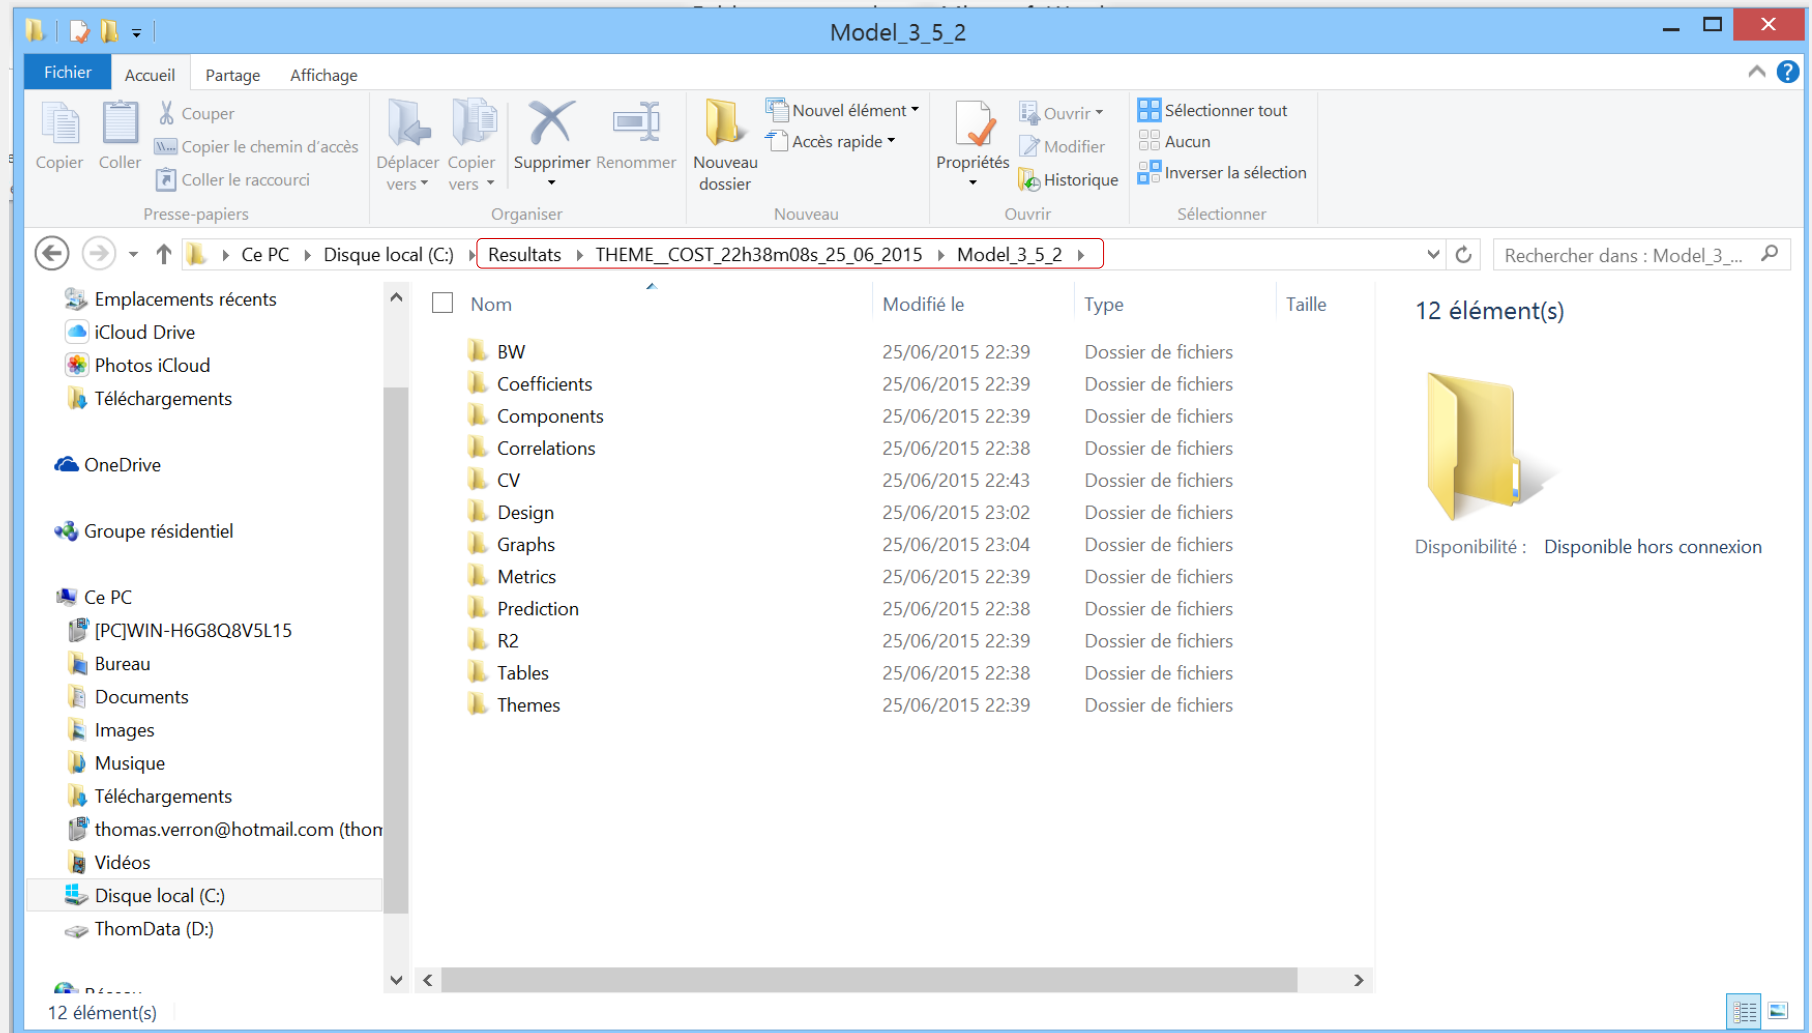 Model_3_5_2
Fichier Accueil Partage Affichage
Copier Coller Couper
Copier le chemin d'accès
Coller le raccourci
Déplacer vers Copier vers Supprimer Renommer
Nouveau dossier Nouvel élément
Accès rapide
Propriétés Ouvrir
Modifier
Historique
Sélectionner tout
Aucun
Inverser la sélection
Presse-papiers Organiser Nouveau Ouvrir Sélectionner
Ce PC Disque local (C:) Resultats THEME__COST_22h38m08s_25_06_2015 Model_3_5_2 Rechercher dans : Model_3_...
Emplacements récents
iCloud Drive
Photos iCloud
Téléchargements
OneDrive
Groupe résidentiel
Ce PC
[PC]WIN-H6G8Q8V5L15
Bureau
Documents
Images
Musique
Téléchargements
thomas.verron@hotmail.com (thom
Vidéos
Disque local (C:)
ThomData (D:)
Nom Modifié le Type Taille
BW 25/06/2015 22:39 Dossier de fichiers
Coefficients 25/06/2015 22:39 Dossier de fichiers
Components 25/06/2015 22:39 Dossier de fichiers
Correlations 25/06/2015 22:38 Dossier de fichiers
CV 25/06/2015 22:43 Dossier de fichiers
Design 25/06/2015 23:02 Dossier de fichiers
Graphs 25/06/2015 23:04 Dossier de fichiers
Metrics 25/06/2015 22:39 Dossier de fichiers
Prediction 25/06/2015 22:38 Dossier de fichiers
R2 25/06/2015 22:39 Dossier de fichiers
Tables 25/06/2015 22:38 Dossier de fichiers
Themes 25/06/2015 22:39 Dossier de fichiers
12 élément(s)
Disponibilité : Disponible hors connexion
12 élément(s)